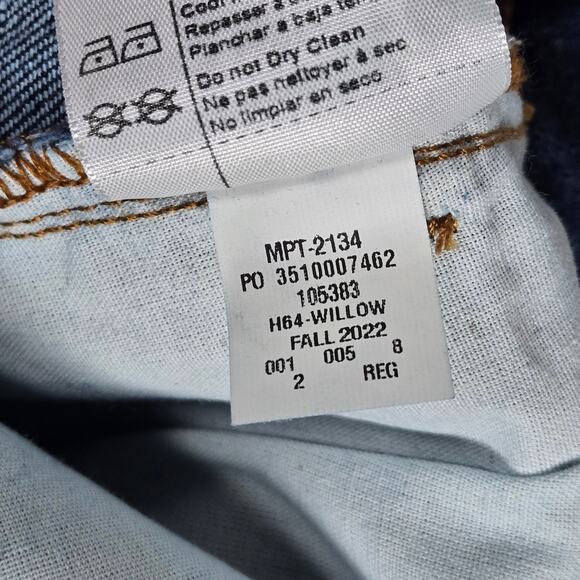 Repasser à
Planchar a baja
Do not Dry Clean
Ne pas nettoyer à sec
No limpiar en seco
MPT-2134
PO 3510007462
105383
H64-WILLOW
FALL 2022
001 005 8
2 REG